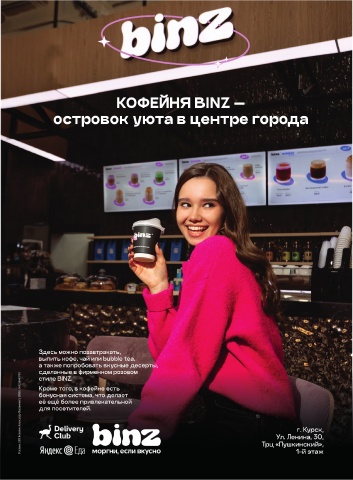 binz
КОФЕЙНЯ BINZ —
островок уюта в центре города
binz
binz
Здесь можно позавтракать,
выпить кофе, чай или bubble tea,
а также попробовать вкусные десерты,
сделанные в фирменном розовом
стиле BINZ.
Кроме того, в кофейне есть
бонусная система, что делает
её ещё более привлекательной
для посетителей.
Delivery
Club
Яндекс Еда
binz
моргни, если вкусно
г. Курск,
Ул. Ленина, 30,
Трц «Пушкинский»,
1-й этаж